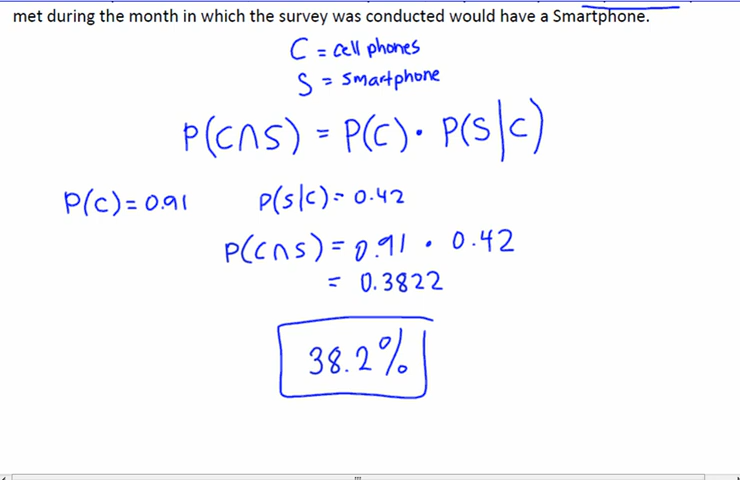 met during the month in which the survey was conducted would have a Smartphone.
C = cell phones
S = smartphone
P(C∩S) = P(C) • P(S|C)
P(C) = 0.91 P(S|C) = 0.42
P(C∩S) = 0.91 • 0.42
= 0.3822
38.2%